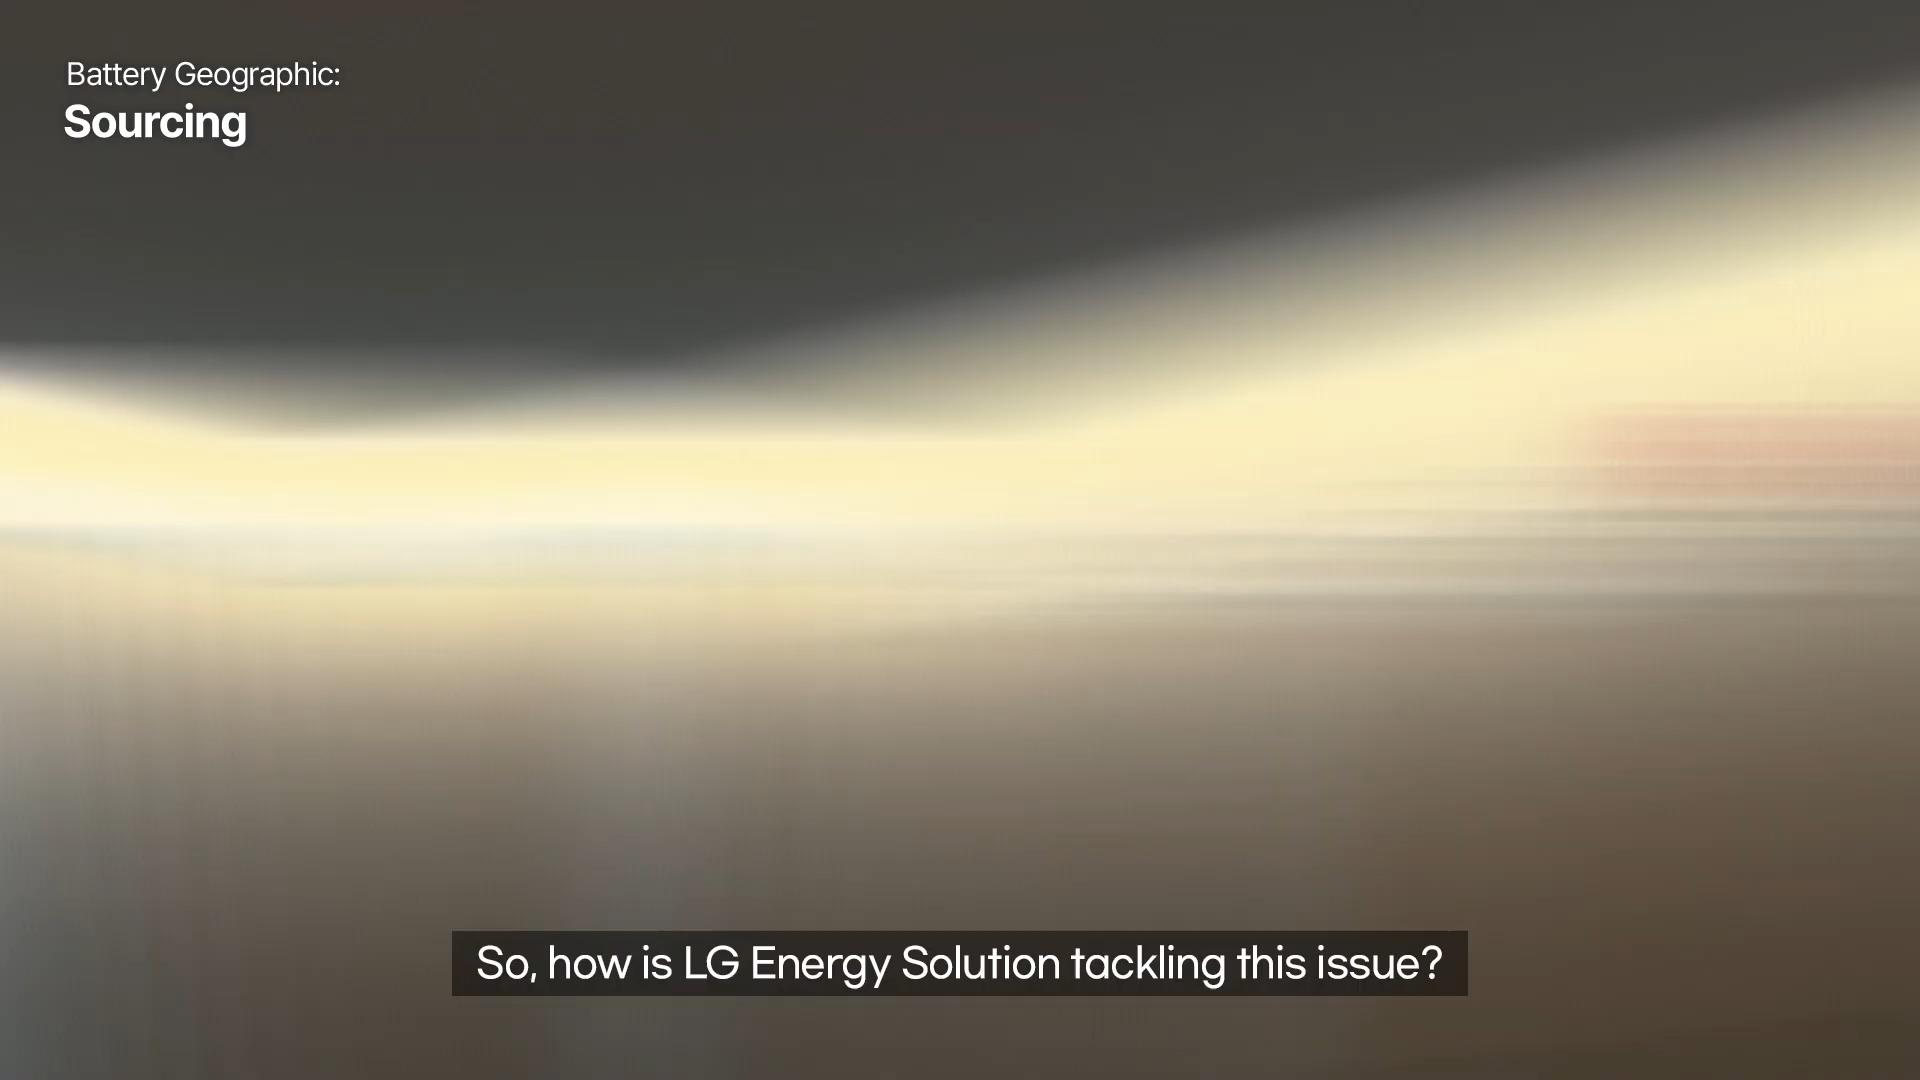 Battery Geographic:
Sourcing
So, how is LG Energy Solution tackling this issue?